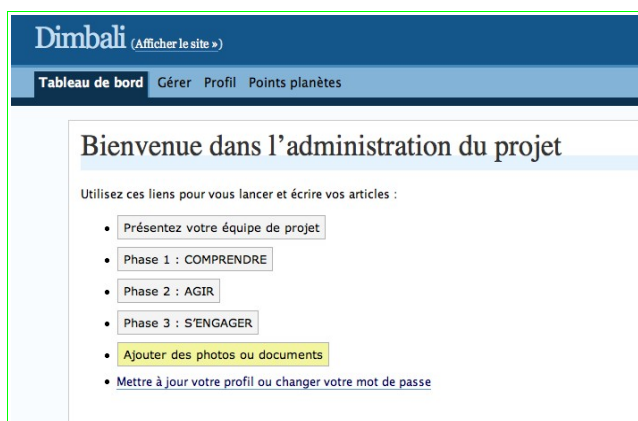 Dimbali (Afficher le site »)
Tableau de bord Gérer Profil Points planètes
Bienvenue dans l’administration du projet
Utilisez ces liens pour vous lancer et écrire vos articles :
Présentez votre équipe de projet
Phase 1 : COMPRENDRE
Phase 2 : AGIR
Phase 3 : S’ENGAGER
Ajouter des photos ou documents
Mettre à jour votre profil ou changer votre mot de passe